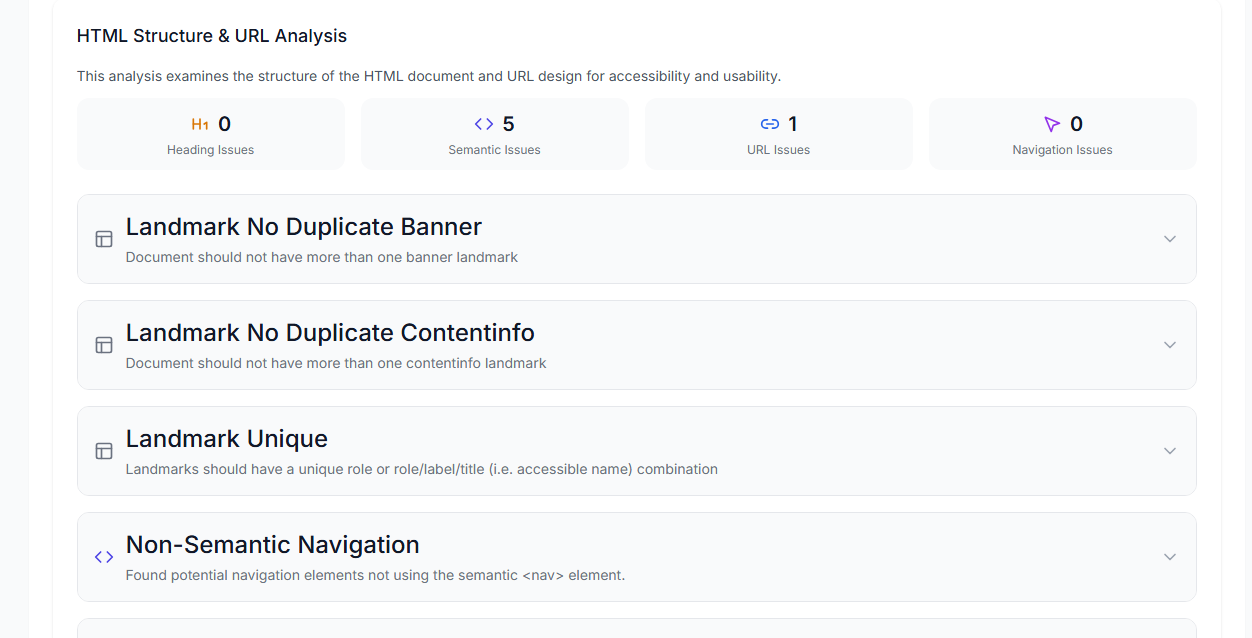 HTML Structure & URL Analysis
This analysis examines the structure of the HTML document and URL design for accessibility and usability.
H1 0
Heading Issues
5
Semantic Issues
1
URL Issues
0
Navigation Issues
Landmark No Duplicate Banner
Document should not have more than one banner landmark
Landmark No Duplicate Contentinfo
Document should not have more than one contentinfo landmark
Landmark Unique
Landmarks should have a unique role or role/label/title (i.e. accessible name) combination
Non-Semantic Navigation
Found potential navigation elements not using the semantic <nav> element.